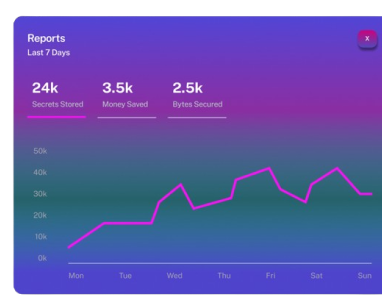 Reports
X
Last 7 Days
24k 3.5k 2.5k
Secrets Stored Money Saved Bytes Secured
50k
40k
30k
20k
10k
0k
Mon Tue Wed Thu Fri Sat Sun